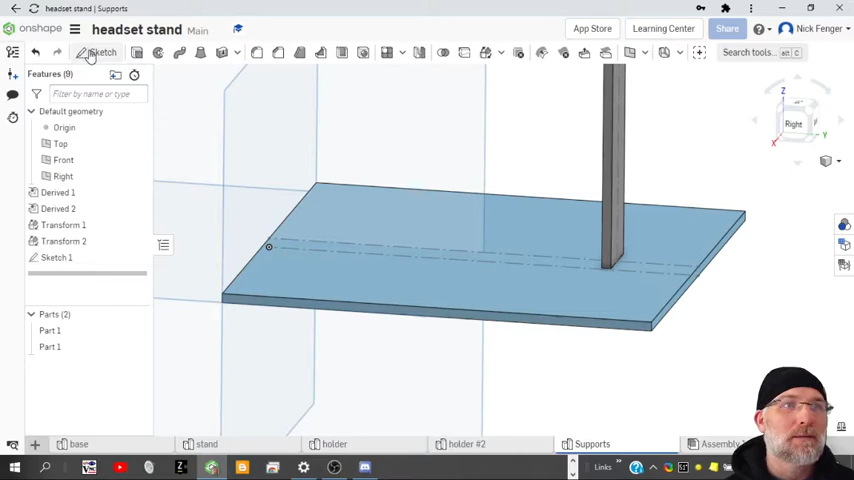 headset stand | Supports
onshape
headset stand Main
App Store
Learning Center
Share
Nick Fenger
Sketch
Search tools... alt C
Features (9)
Filter by name or type
Default geometry
Origin
Top
Front
Right
Derived 1
Derived 2
Transform 1
Transform 2
Sketch 1
Parts (2)
Part 1
Part 1
Z
Right
Y
X
base
stand
holder
holder #2
Supports
Assembly
Links